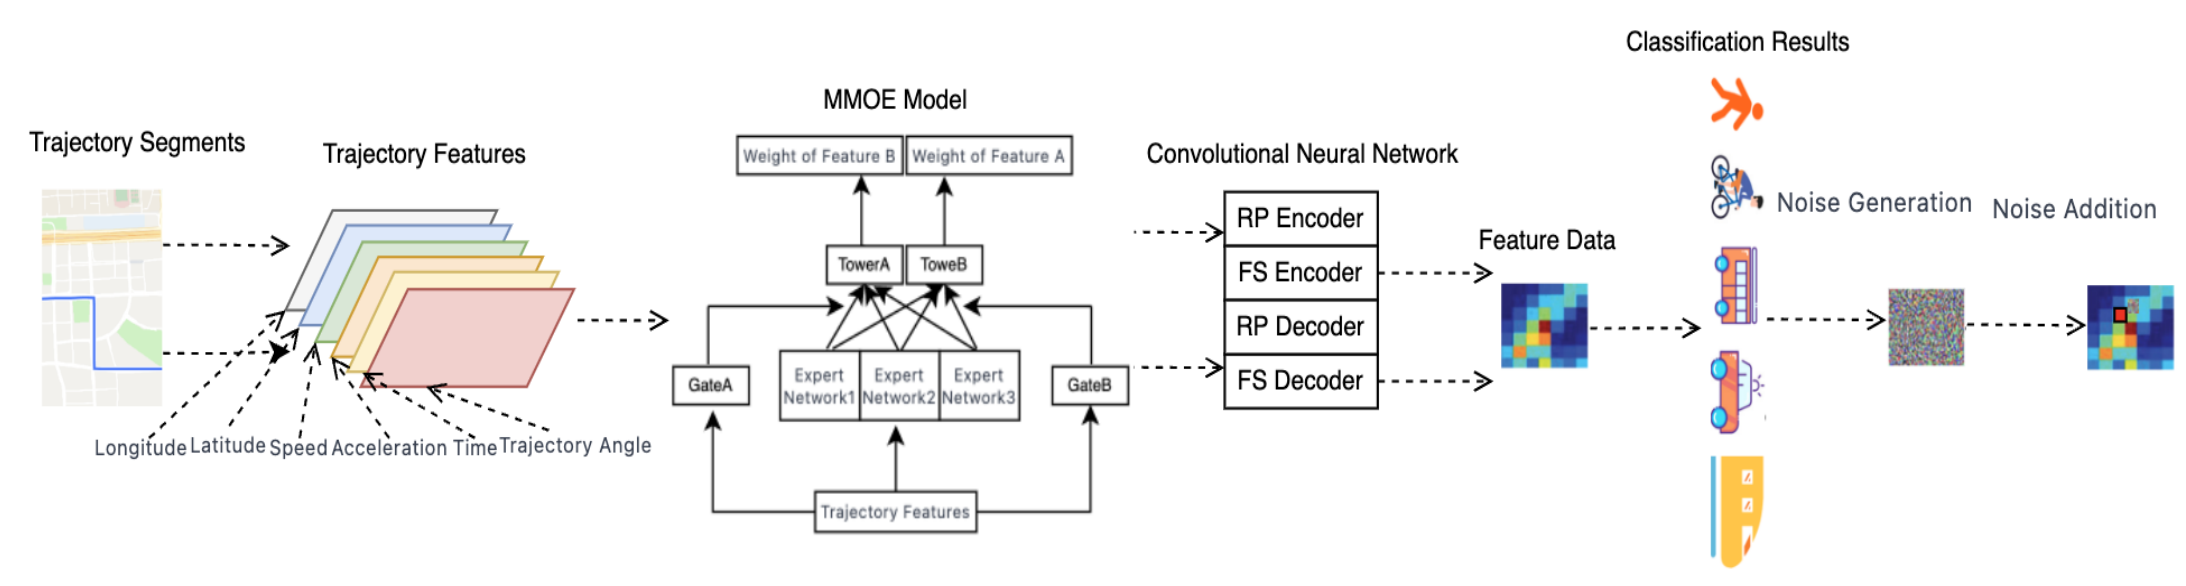 Trajectory Segments
Trajectory Features
Longitude
Latitude
Speed
Acceleration
Time
Trajectory Angle
MMOE Model
Weight of Feature B
Weight of Feature A
TowerA
ToweB
GateA
Expert
Network1
Expert
Network2
Expert
Network3
GateB
Trajectory Features
Convolutional Neural Network
RP Encoder
FS Encoder
RP Decoder
FS Decoder
Feature Data
Classification Results
Noise Generation
Noise Addition